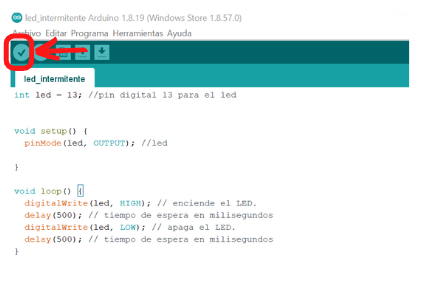 led_intermitente Arduino 1.8.19 (Windows Store 1.8.57.0)
Archivo Editar Programa Herramientas Ayuda
led_intermitente
int led = 13; //pin digital 13 para el led
void setup() {
pinMode(led, OUTPUT); //led
}
void loop() {
digitalWrite(led, HIGH); // enciende el LED.
delay(500); // tiempo de espera en milisegundos
digitalWrite(led, LOW); // apaga el LED.
delay(500); // tiempo de espera en milisegundos
}